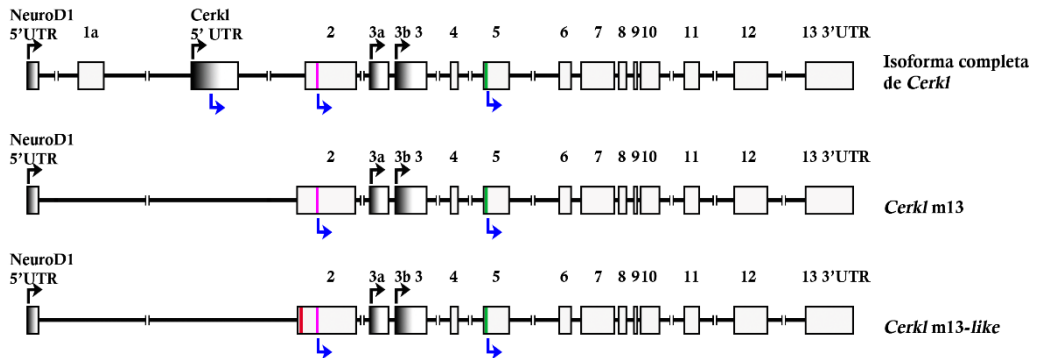 NeuroD1 Cerkl
5'UTR 1a 5' UTR 2 3a 3b 3 4 5 6 7 8 9 10 11 12 13 3'UTR
Isoforma completa
de Cerkl
NeuroD1
5'UTR 2 3a 3b 3 4 5 6 7 8 9 10 11 12 13 3'UTR
Cerkl m13
NeuroD1
5'UTR 2 3a 3b 3 4 5 6 7 8 9 10 11 12 13 3'UTR
Cerkl m13-like